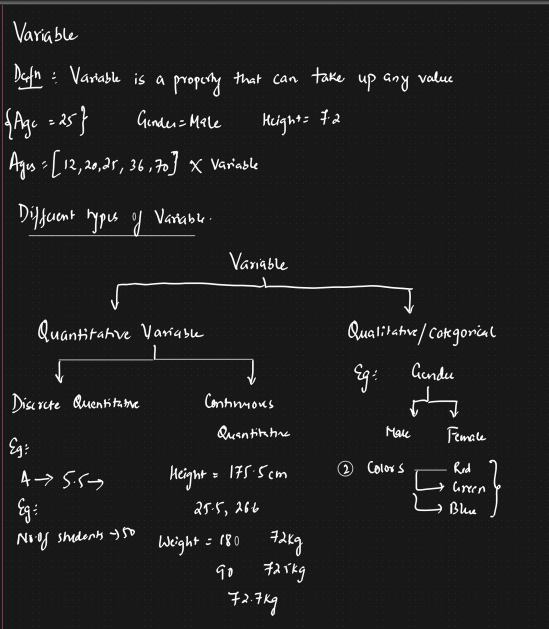 Variable
Defn : Variable is a property that can take up any value
{Age = 25} Gender = Male Height = 7.2
Ages = [12, 20, 25, 36, 70] X Variable
Different types of Variable.
Variable
Quantitative Variable Qualitative/Categorical
Eg: Gender
Discrete Quantitative Continuous
Quantitative Male Female
Eg:
A → 5.5 → Height = 175.5cm ② Colors Red
Eg: Green
25.5, 26.6 Blue
No. of students → 50 Weight = 180 72kg
90 72.5kg
72.7kg